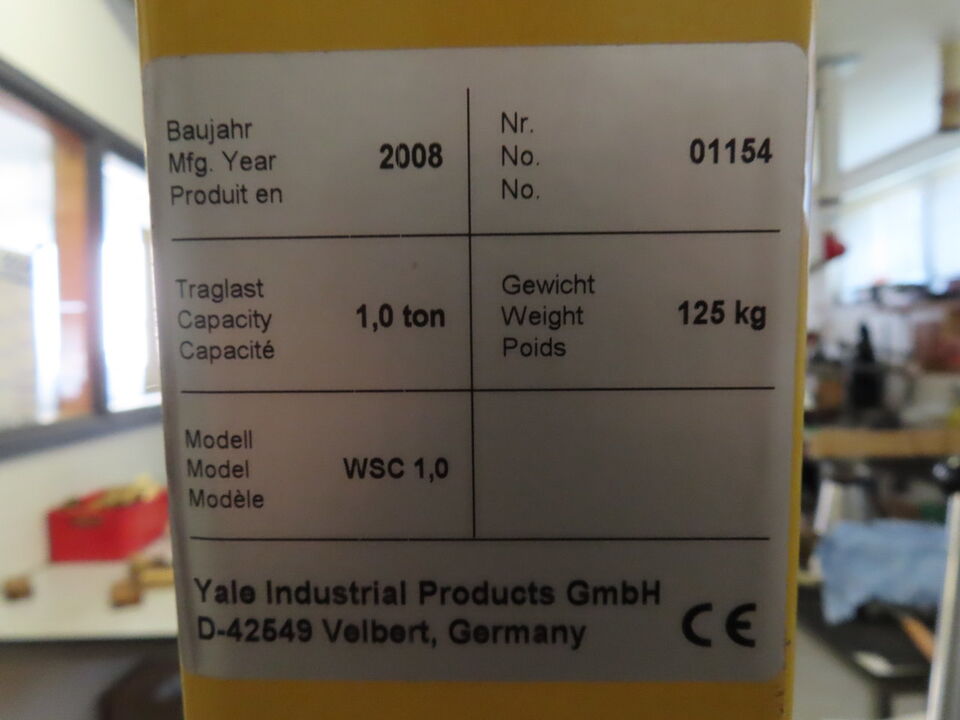 Baujahr
Mfg. Year
Produit en
2008
Nr.
No.
No.
01154
Traglast
Capacity
Capacité
1,0 ton
Gewicht
Weight
Poids
125 kg
Modell
Model
Modèle
WSC 1,0
Yale Industrial Products GmbH
D-42549 Velbert, Germany
CE